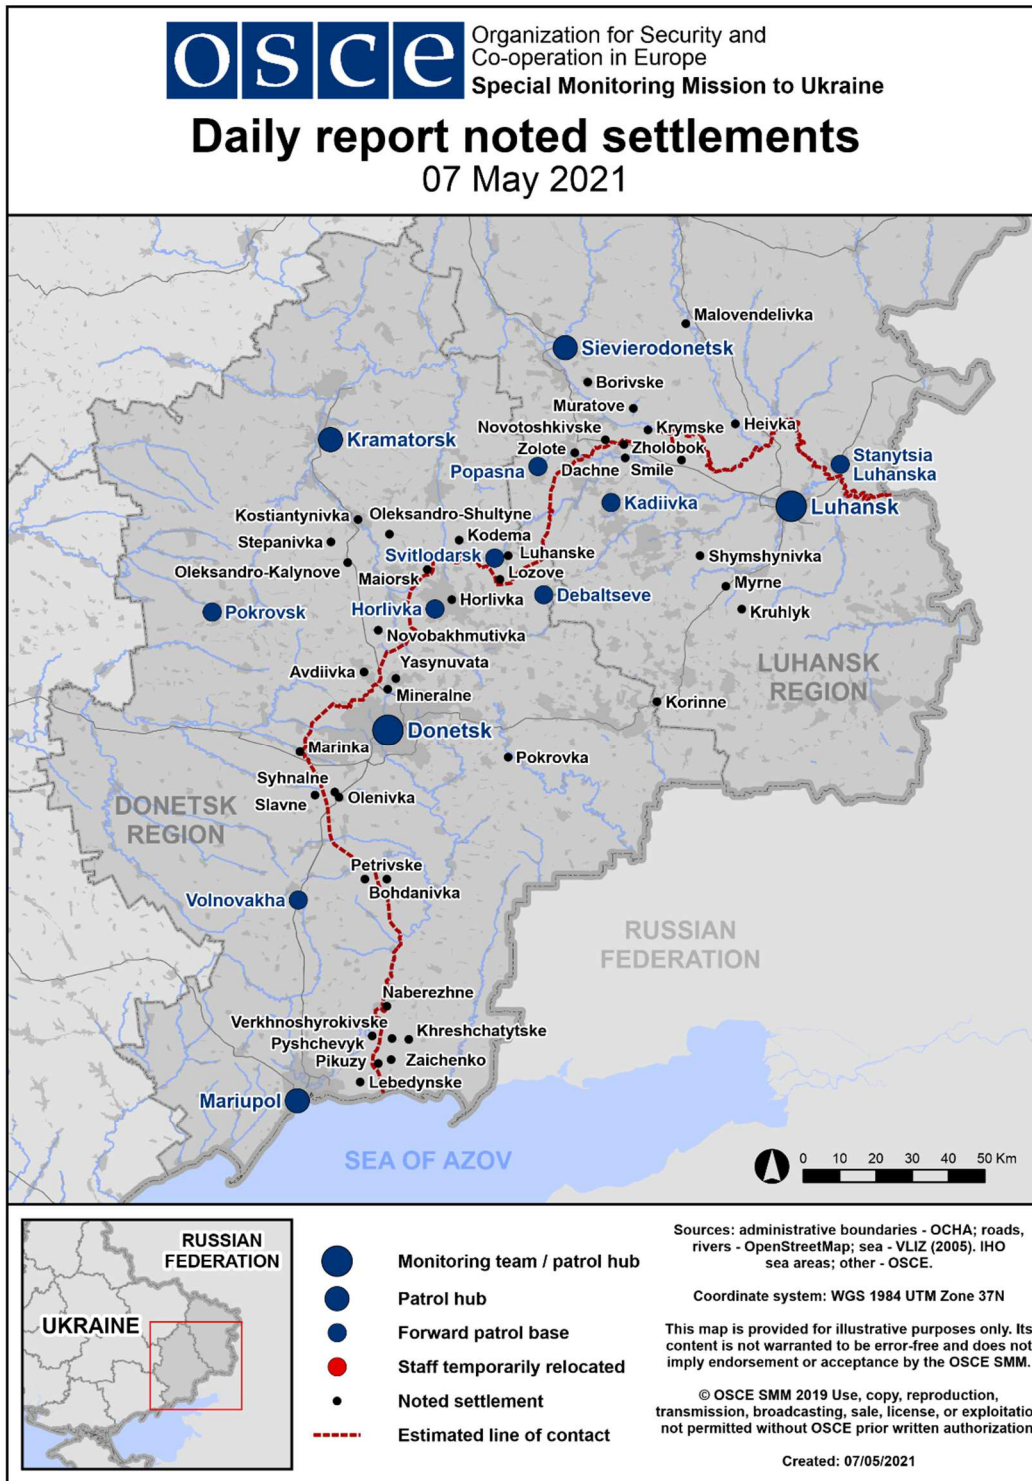 osce
Organization for Security and
Co-operation in Europe
Special Monitoring Mission to Ukraine
Daily report noted settlements
07 May 2021
Malovendelivka
Sievierodonetsk
Borivske
Muratove
Novotoshkivske
Krymske
Heivka
Kramatorsk
Zolote
Zholobok
Stanytsia
Luhanska
Popasna
Dachne
Smile
Kadiivka
Luhansk
Kostiantynivka
Oleksandro-Shultyne
Stepanivka
Kodema
Svitlodarsk
Luhanske
Shymshynivka
Oleksandro-Kalynove
Maiorsk
Lozove
Myrne
Pokrovsk
Horlivka
Horlivka
Debaltseve
Kruhlyk
Novobakhmutivka
Avdiivka
Yasynuvata
Mineralne
LUHANSK
REGION
Korinne
Donetsk
Marinka
Pokrovka
Syhnalne
Slavne
Olenivka
DONETSK
REGION
Petrivske
Bohdanivka
Volnovakha
RUSSIAN
FEDERATION
Naberezhne
Verkhnoshyrokivske
Khreshchatytske
Pyshchevyk
Pikuzy
Zaichenko
Lebedynske
Mariupol
SEA OF AZOV
0 10 20 30 40 50 Km
RUSSIAN
FEDERATION
UKRAINE
Monitoring team / patrol hub
Patrol hub
Forward patrol base
Staff temporarily relocated
Noted settlement
Estimated line of contact
Sources: administrative boundaries - OCHA; roads,
rivers - OpenStreetMap; sea - VLIZ (2005). IHO
sea areas; other - OSCE.
Coordinate system: WGS 1984 UTM Zone 37N
This map is provided for illustrative purposes only. Its
content is not warranted to be error-free and does not
imply endorsement or acceptance by the OSCE SMM.
© OSCE SMM 2019 Use, copy, reproduction,
transmission, broadcasting, sale, license, or exploitatio
not permitted without OSCE prior written authorization
Created: 07/05/2021